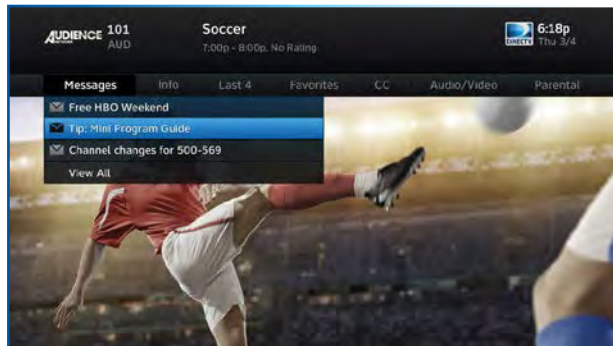 AUDIENCE NETWORK 101 AUD
Soccer
7:00p - 8:00p, No Rating
DIRECTV
6:18p
Thu 3/4
Messages Info Last 4 Favorites CC Audio/Video Parental
Free HBO Weekend
Tip: Mini Program Guide
Channel changes for 500-569
View All